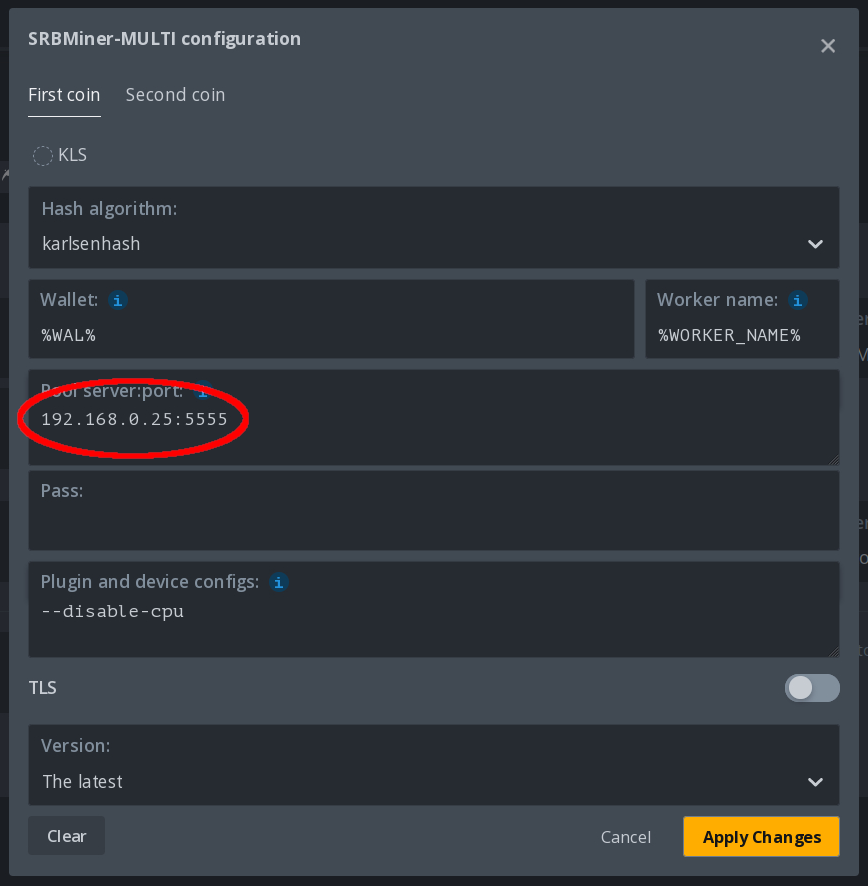 SRBMiner-MULTI configuration
First coin Second coin
KLS
Hash algorithm:
karlsenhash
Wallet: i Worker name: i
%WAL% %WORKER_NAME%
Pool server:port: i
192.168.0.25:5555
Pass:
Plugin and device configs: i
--disable-cpu
TLS
Version:
The latest
Clear Cancel Apply Changes